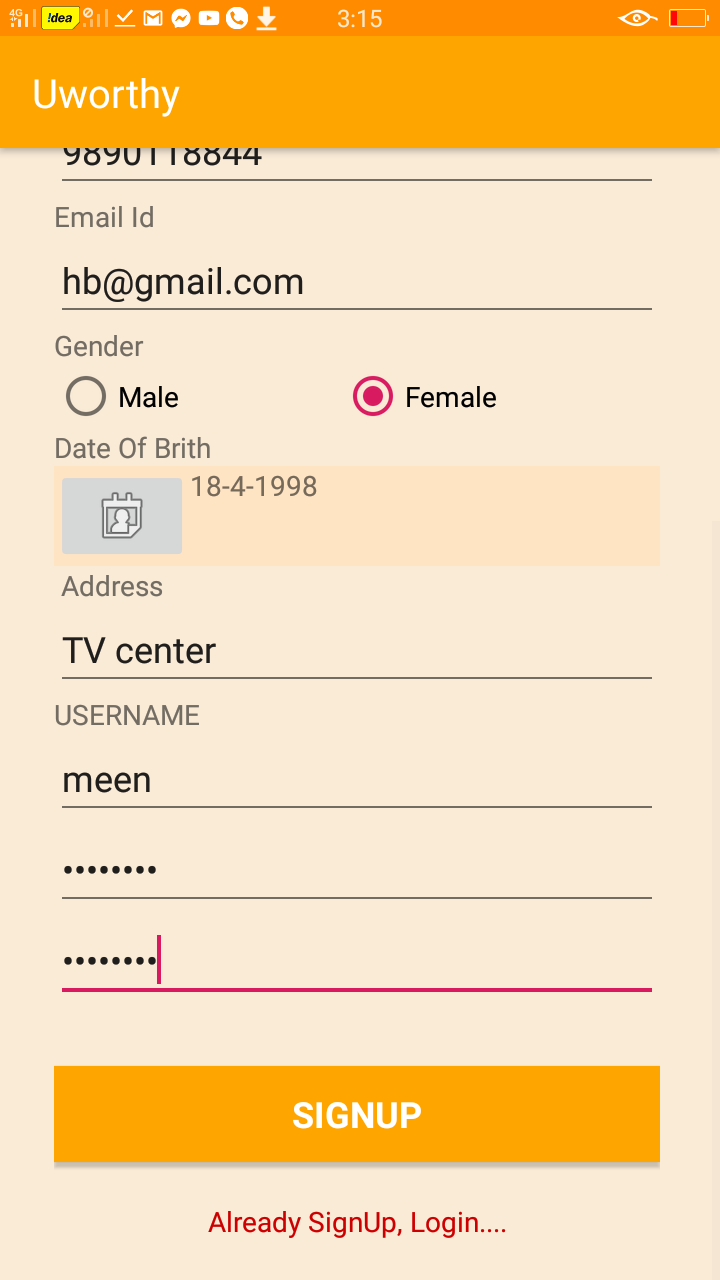 4G !dea 3:15
Uworthy
9890118844
Email Id
hb@gmail.com
Gender
Male Female
Date Of Brith
18-4-1998
Address
TV center
USERNAME
meen
••••••••
••••••••
SIGNUP
Already SignUp, Login....